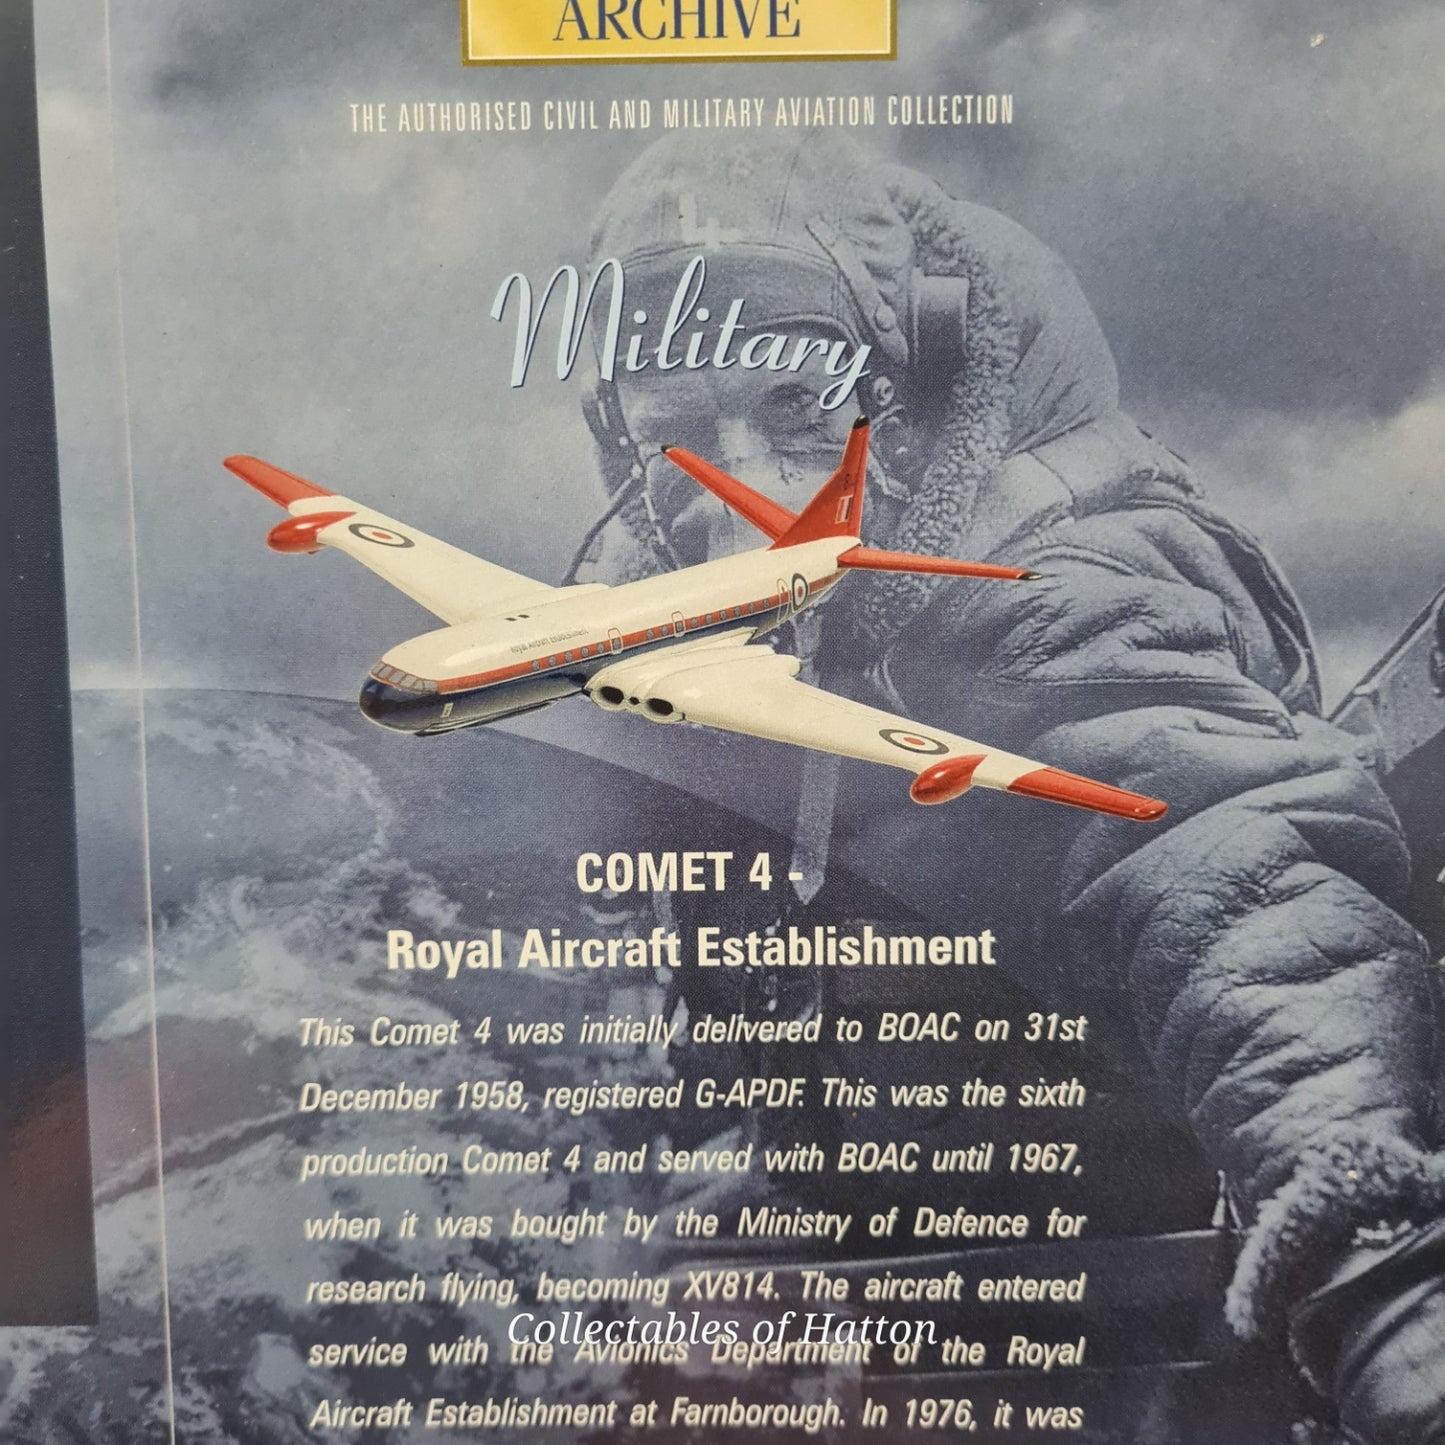 ARCHIVE
THE AUTHORISED CIVIL AND MILITARY AVIATION COLLECTION
Military
Royal Aircraft Establishment
COMET 4 -
Royal Aircraft Establishment
This Comet 4 was initially delivered to BOAC on 31st
December 1958, registered G-APDF. This was the sixth
production Comet 4 and served with BOAC until 1967,
when it was bought by the Ministry of Defence for
research flying, becoming XV814. The aircraft entered
Collectables of Hatton
service with the Avionics Department of the Royal
Aircraft Establishment at Farnborough. In 1976, it was